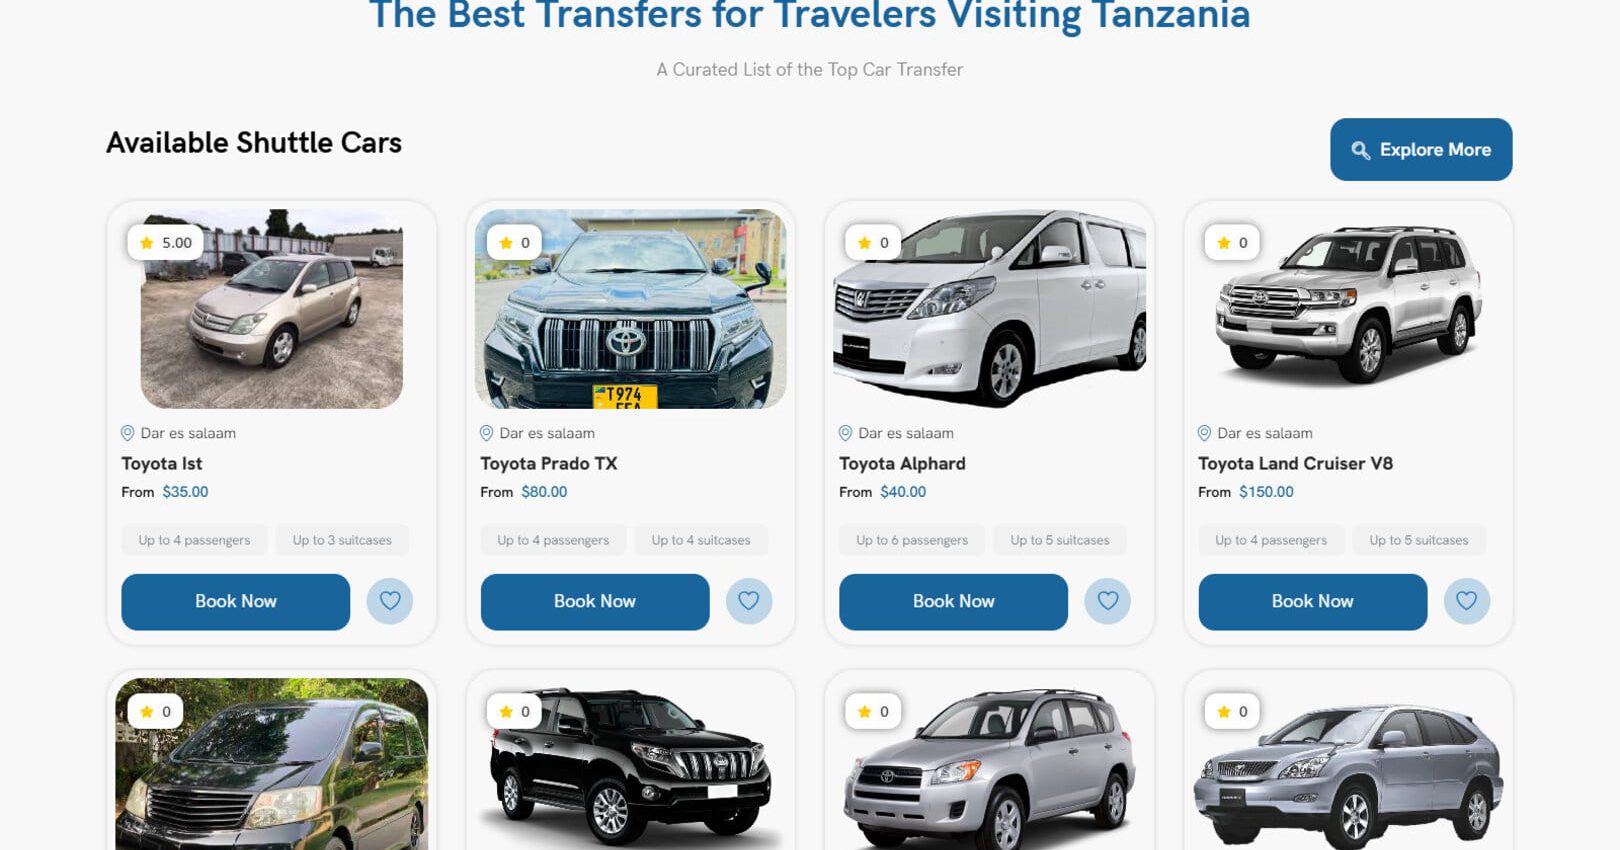 The Best Transfers for Travelers Visiting Tanzania
A Curated List of the Top Car Transfer
Available Shuttle Cars
Explore More
5.00
0
0
0
T974
Dar es salaam
Dar es salaam
Dar es salaam
Dar es salaam
Toyota Ist
Toyota Prado TX
Toyota Alphard
Toyota Land Cruiser V8
From $35.00
From $80.00
From $40.00
From $150.00
Up to 4 passengers
Up to 3 suitcases
Up to 4 passengers
Up to 4 suitcases
Up to 6 passengers
Up to 5 suitcases
Up to 4 passengers
Up to 5 suitcases
Book Now
Book Now
Book Now
Book Now
0
0
0
0